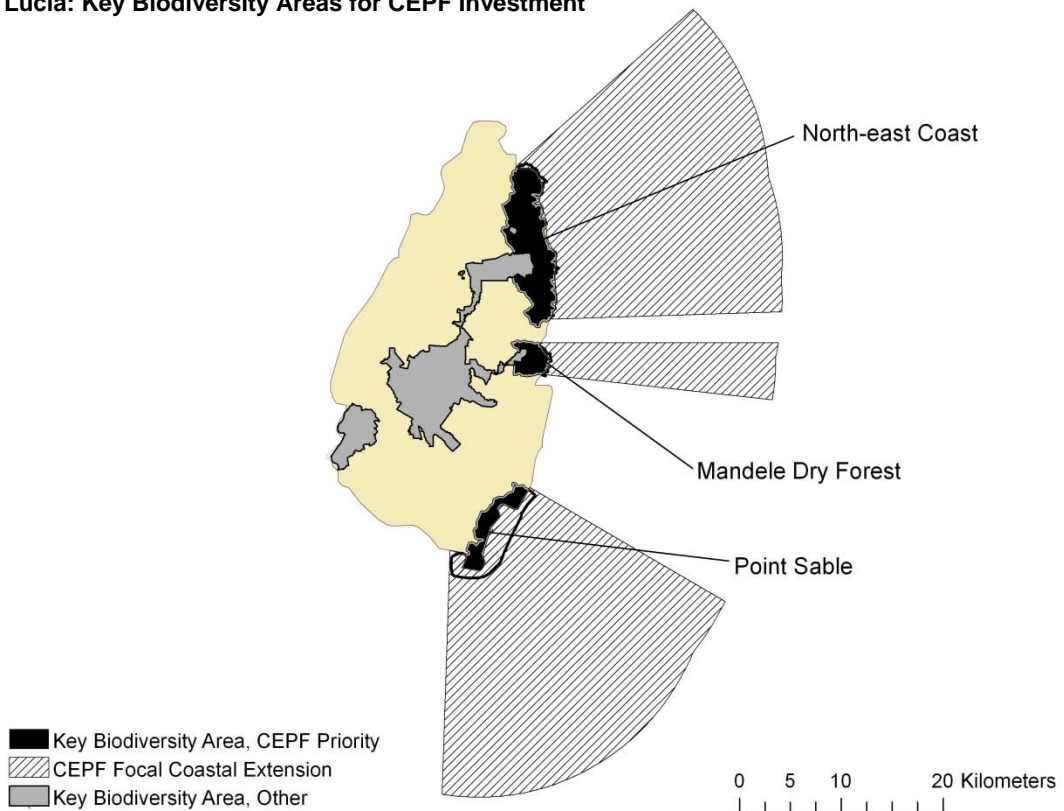 Lucia: Key Biodiversity Areas for CEPF Investment
North-east Coast
Mandele Dry Forest
Point Sable
Key Biodiversity Area, CEPF Priority
CEPF Focal Coastal Extension
Key Biodiversity Area, Other
0 5 10 20 Kilometers